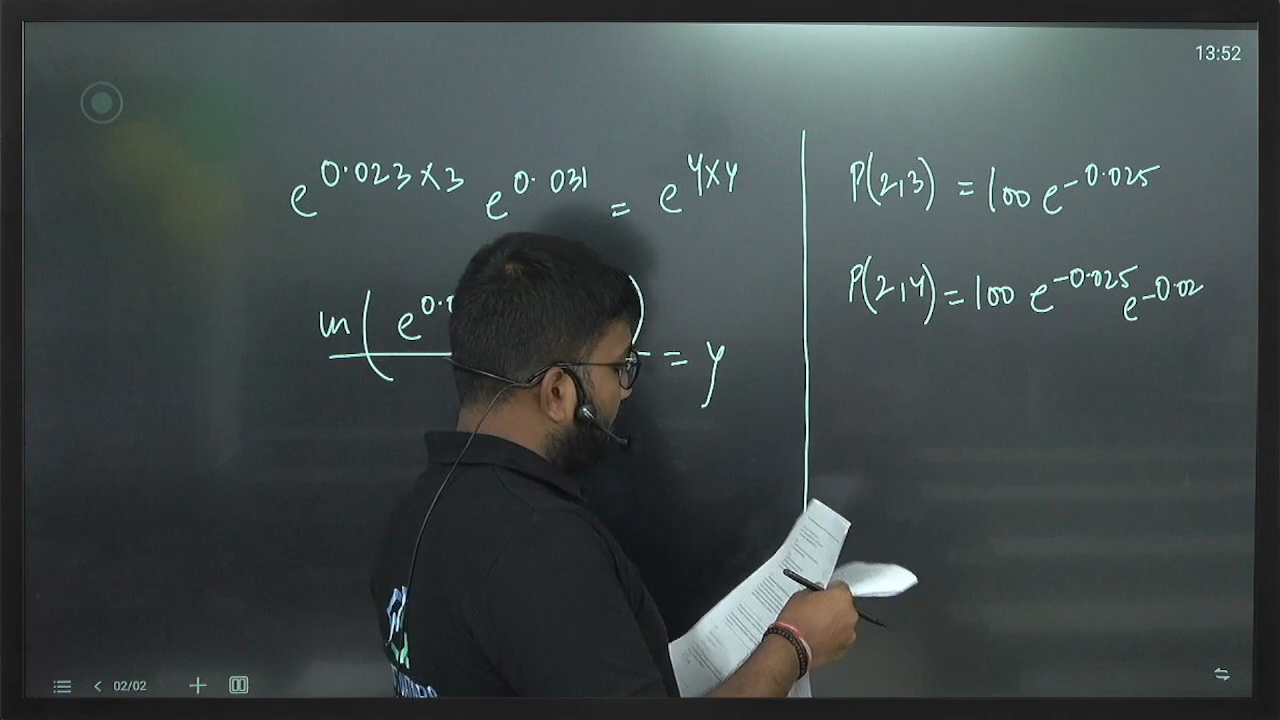 13:52
e^0.023×3 e^0.031 = e^y×4
ln( e^0.0 ) = y
P(2,3) = 100 e^-0.025
P(2,4) = 100 e^-0.025 e^-0.02
02/02